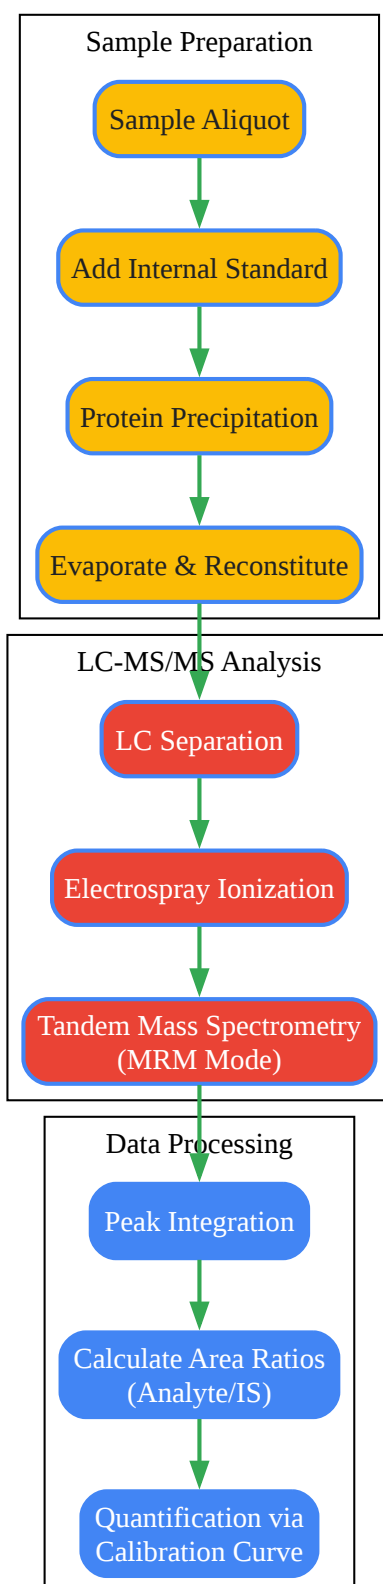 Sample Preparation
Sample Aliquot
Add Internal Standard
Protein Precipitation
Evaporate & Reconstitute
LC-MS/MS Analysis
LC Separation
Electrospray Ionization
Tandem Mass Spectrometry
(MRM Mode)
Data Processing
Peak Integration
Calculate Area Ratios
(Analyte/IS)
Quantification via
Calibration Curve